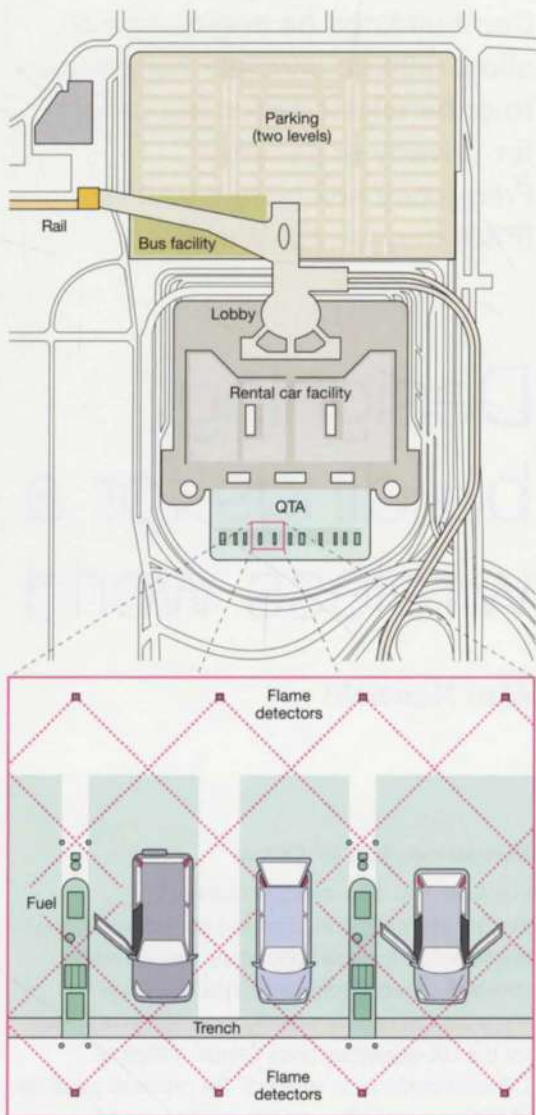 Parking
(two levels)
Rail
Bus facility
Lobby
Rental car facility
QTA
Flame
detectors
Fuel
Trench
Flame
detectors